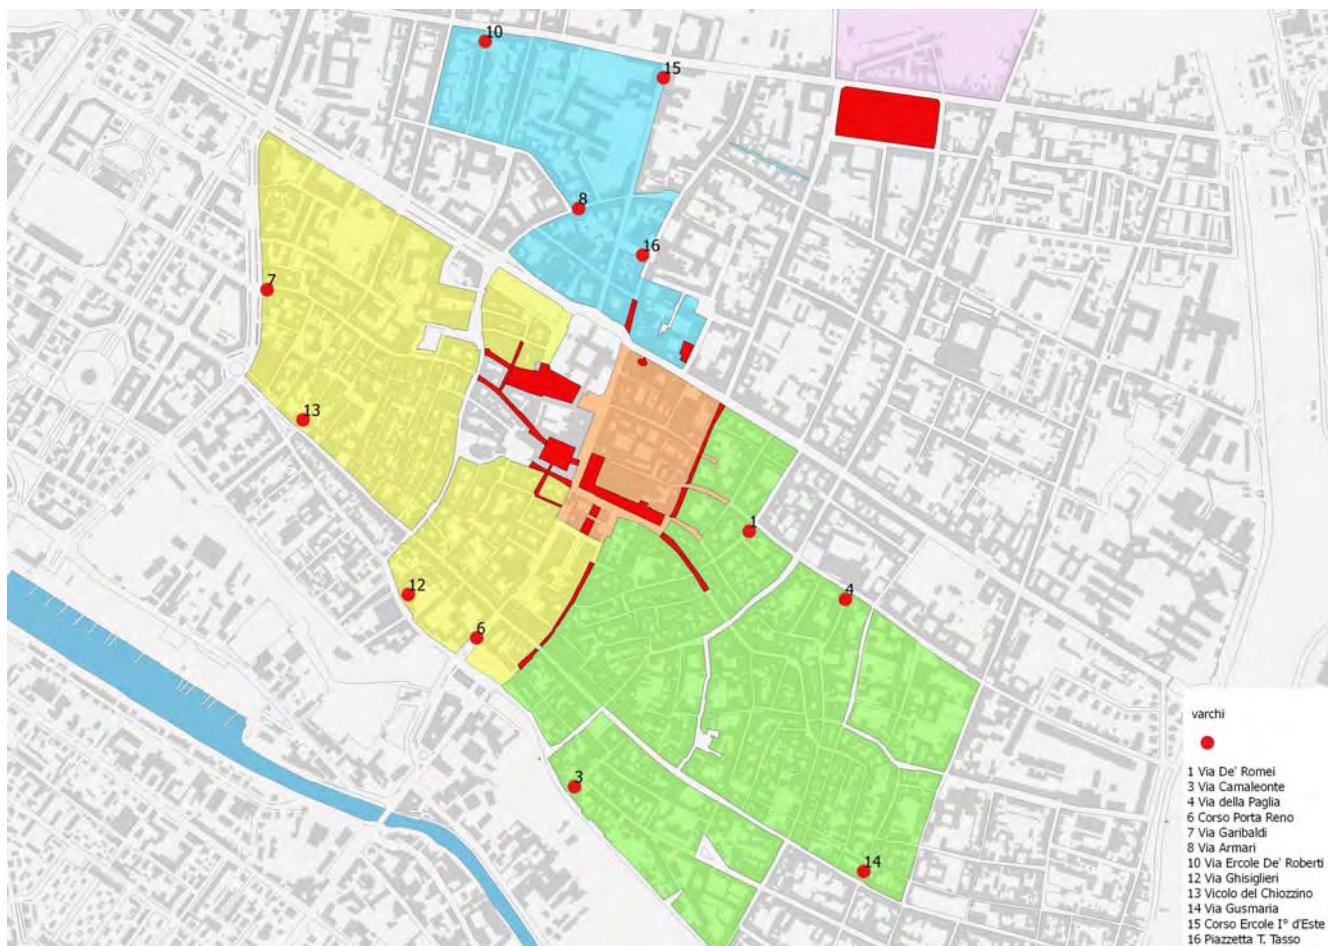 10
15
8
16
7
13
1
12
4
6
3
14
varchi
1 Via De' Romei
3 Via Camaleonte
4 Via della Paglia
6 Corso Porta Reno
7 Via Garibaldi
8 Via Armari
10 Via Ercole De' Roberti
12 Via Ghisiglieri
13 Vicolo del Chiozzino
14 Via Gusmaria
15 Corso Ercole I° d'Este
16 Piazzetta T. Tasso